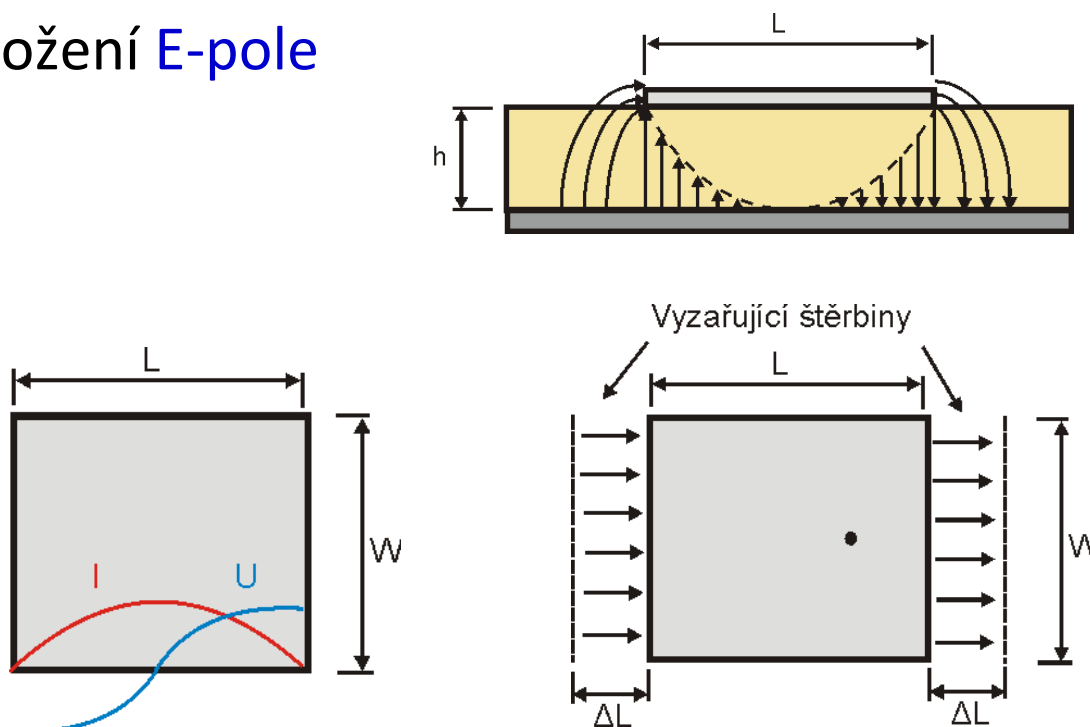 ožení E-pole
L
h
Vyzařující štěrbiny
L
L
W
I
U
W
ΔL
ΔL